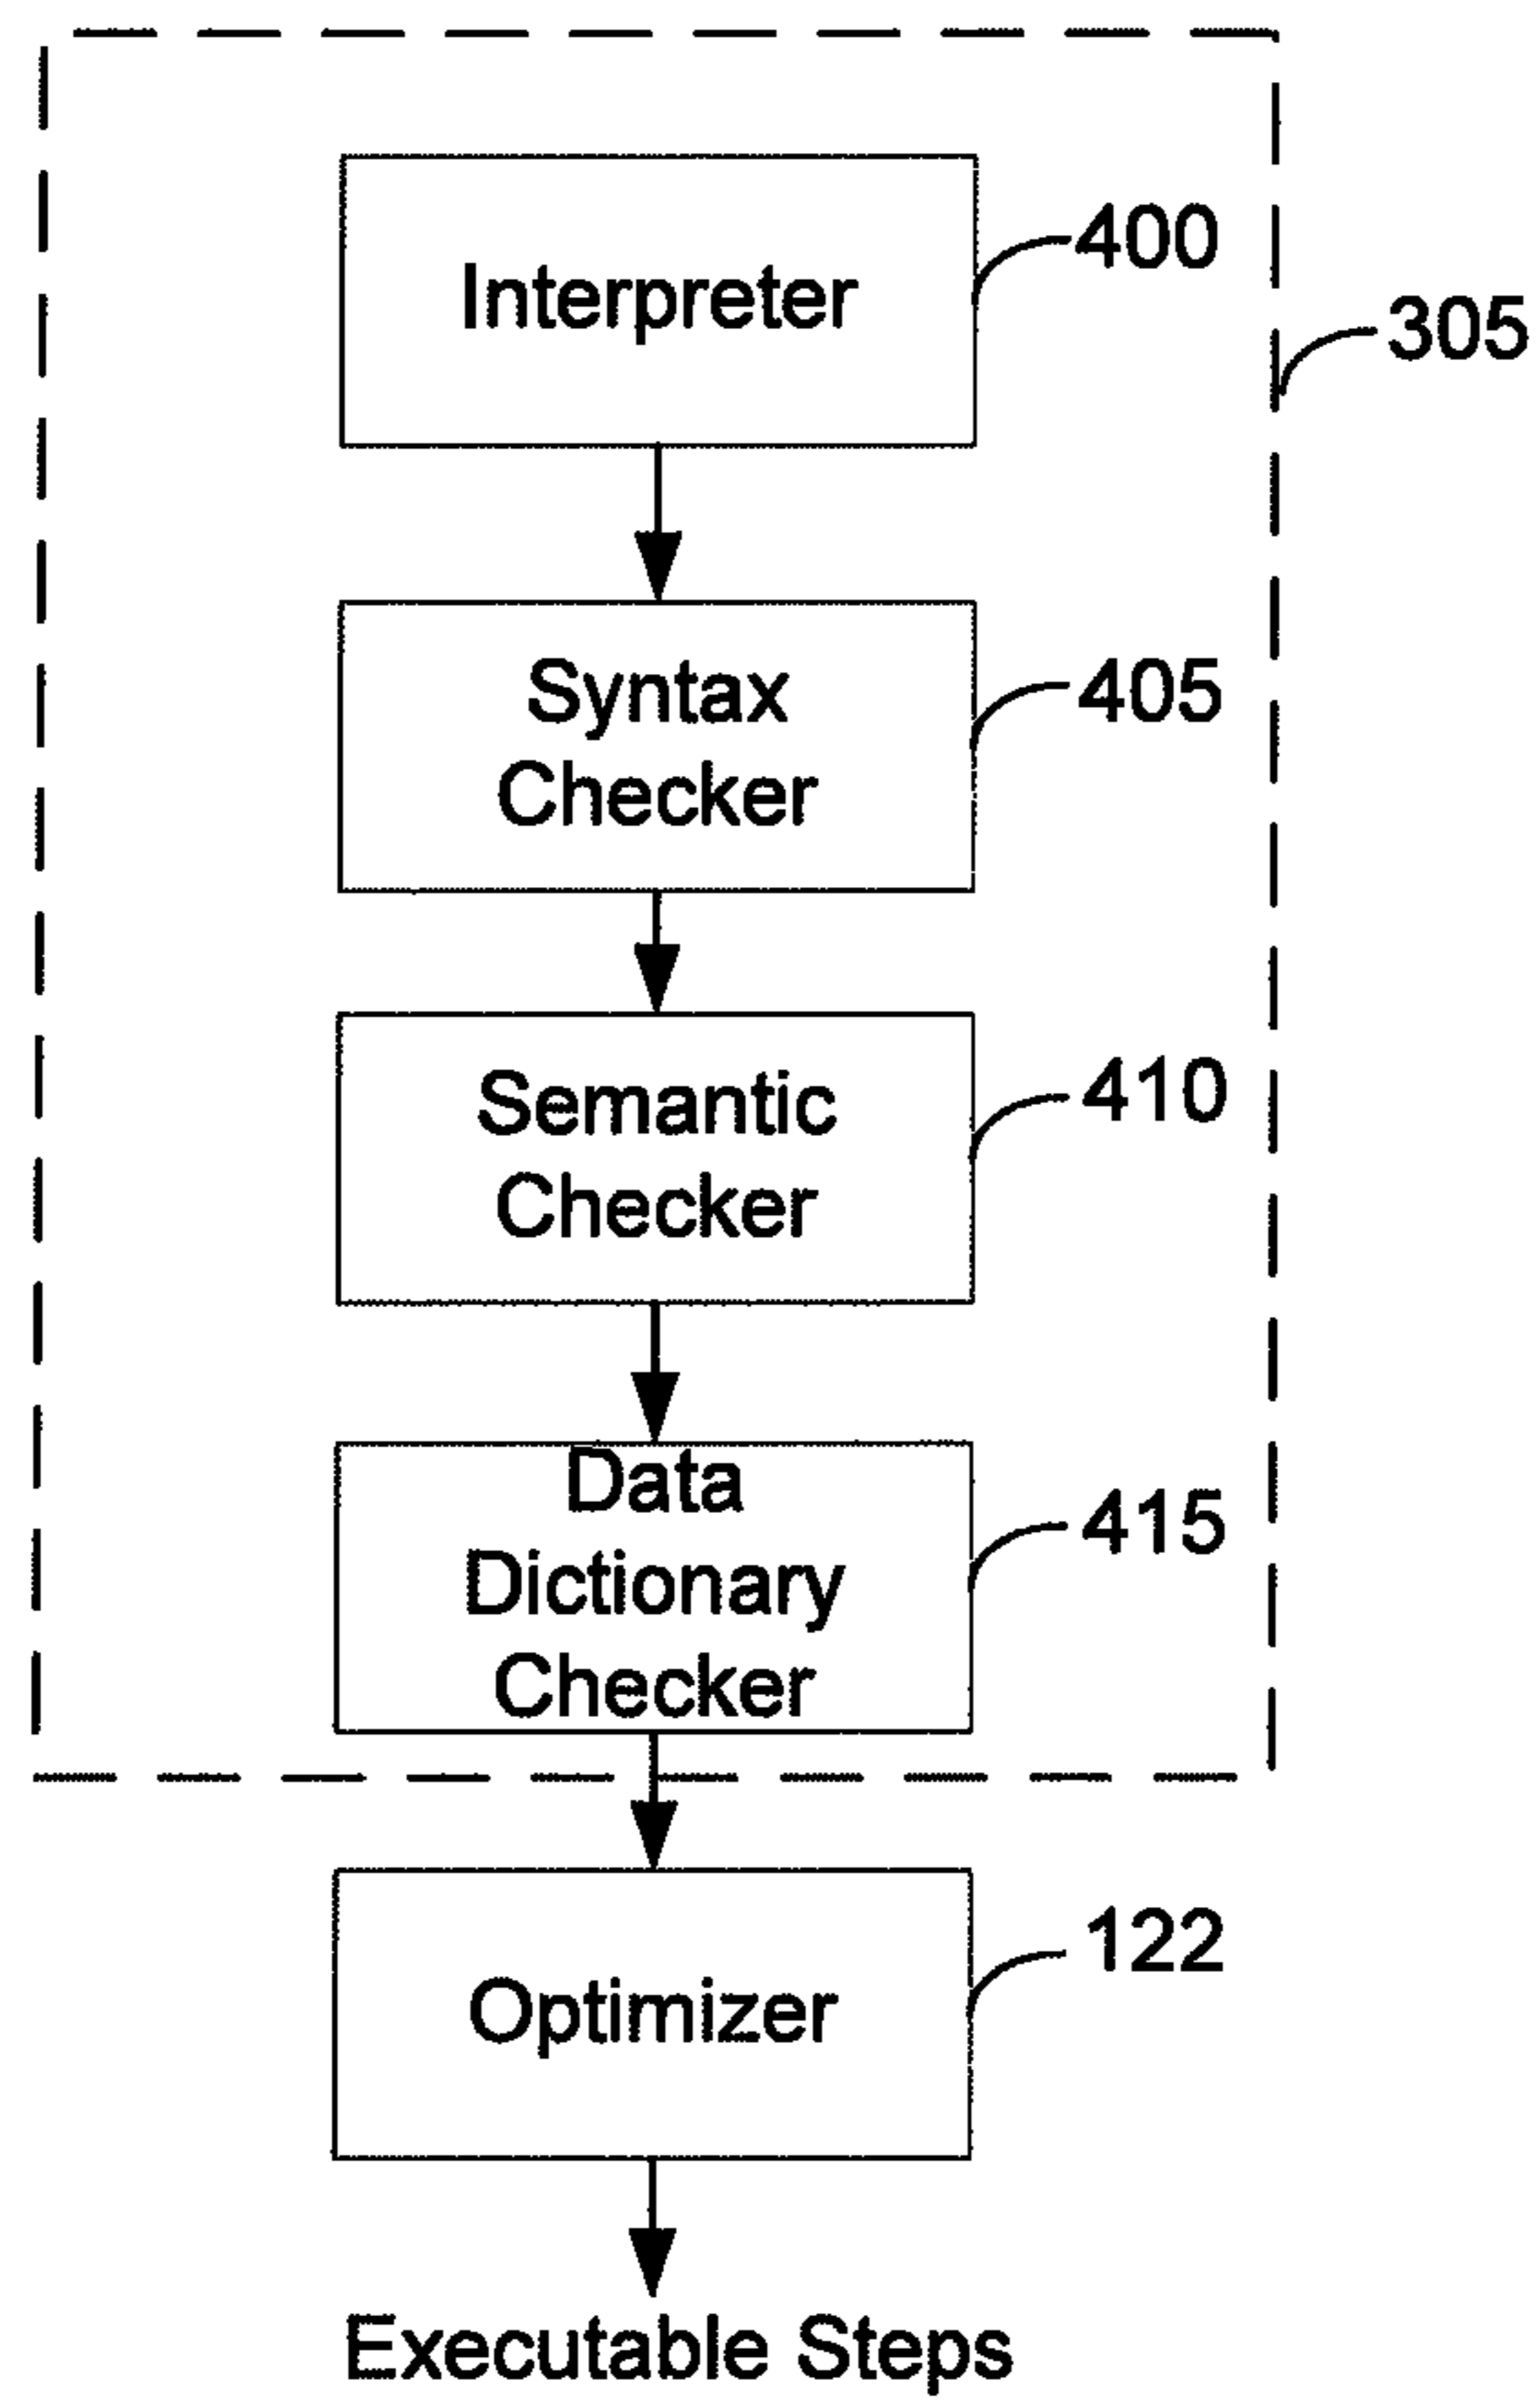 Interpreter
400
305
Syntax
Checker
405
Semantic
Checker
410
Data
Dictionary
Checker
415
Optimizer
122
Executable Steps